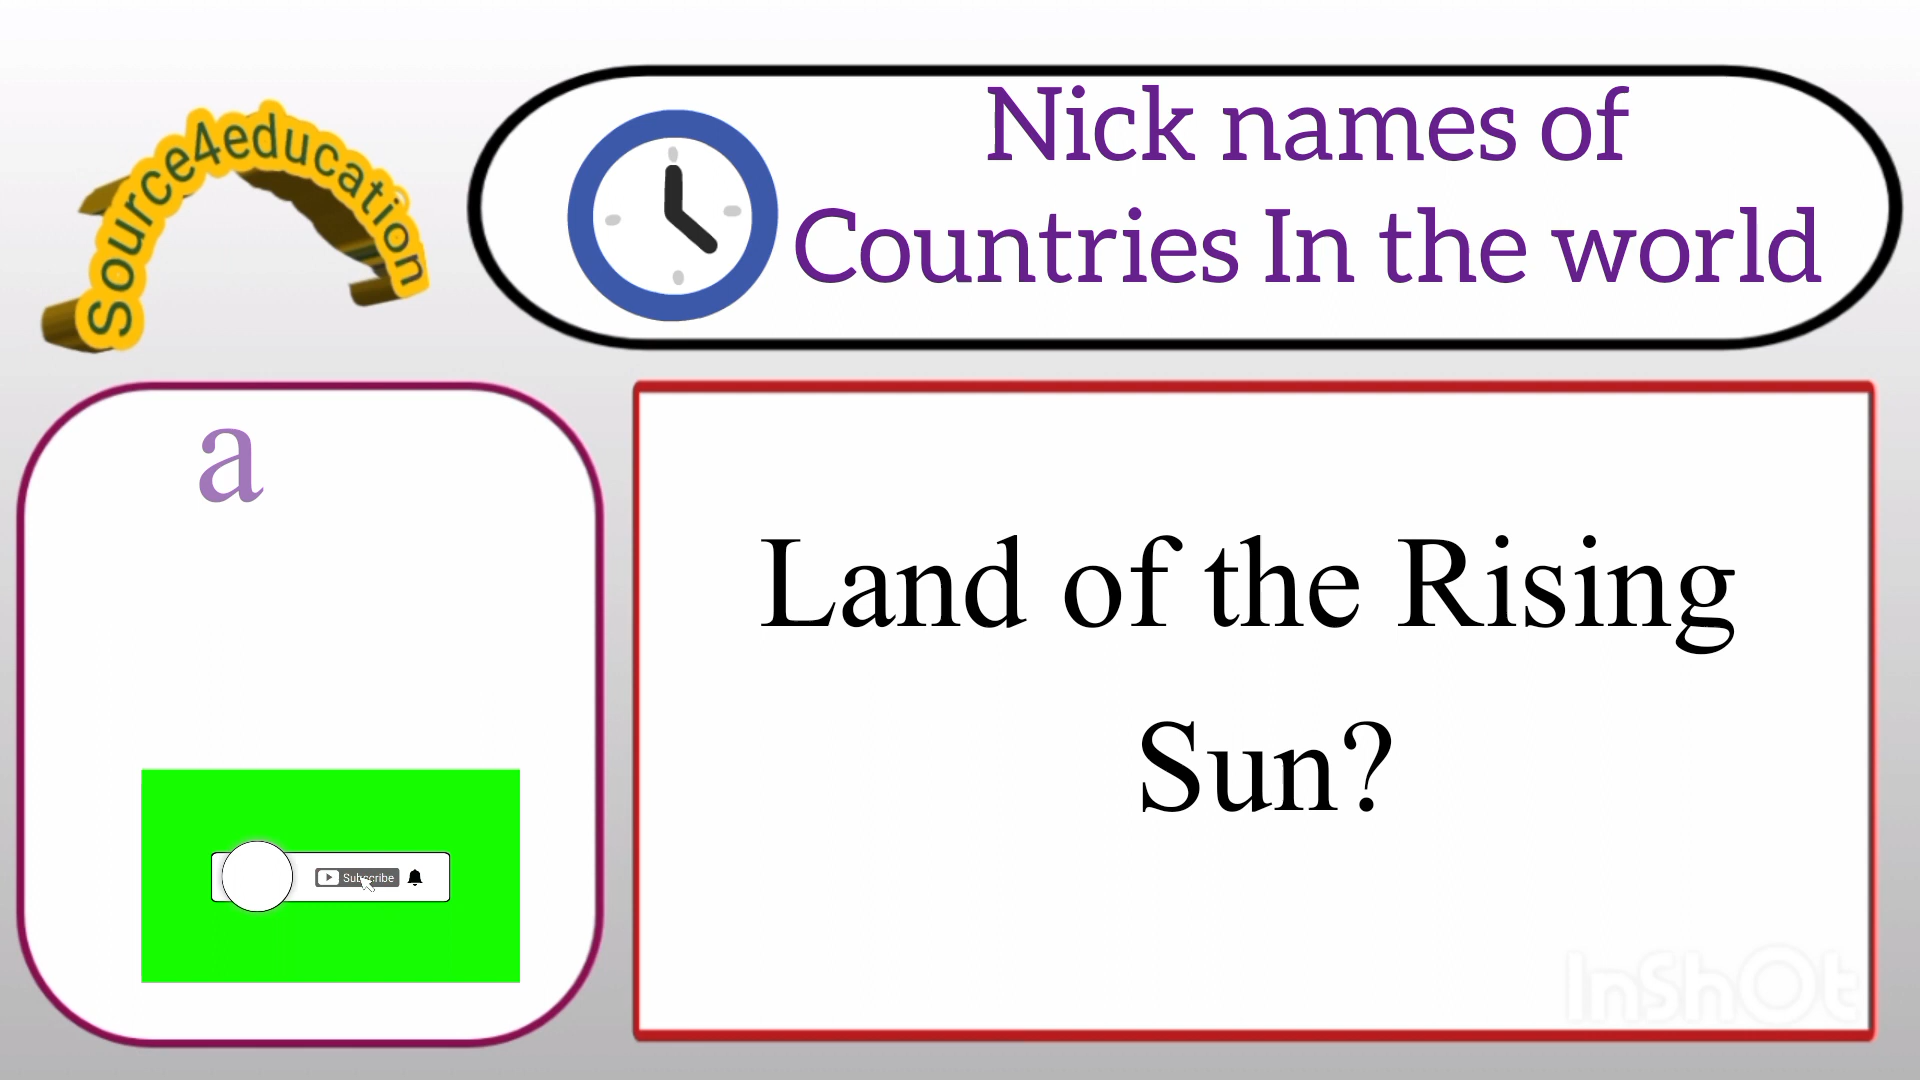 Source4education
Nick names of
Countries In the world
a
Land of the Rising
Sun?
Subscribe
InShOt